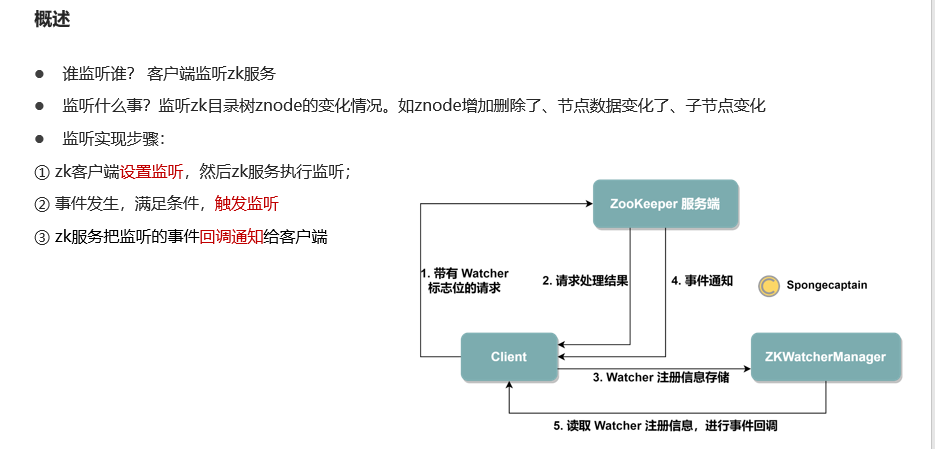 概述
● 谁监听谁？ 客户端监听zk服务
● 监听什么事？监听zk目录树znode的变化情况。如znode增加删除了、节点数据变化了、子节点变化
● 监听实现步骤：
① zk客户端设置监听，然后zk服务执行监听；
② 事件发生，满足条件，触发监听
③ zk服务把监听的事件回调通知给客户端
ZooKeeper 服务端
1. 带有 Watcher
标志位的请求
2. 请求处理结果
4. 事件通知
Spongecaptain
Client
ZKWatcherManager
3. Watcher 注册信息存储
5. 读取 Watcher 注册信息，进行事件回调